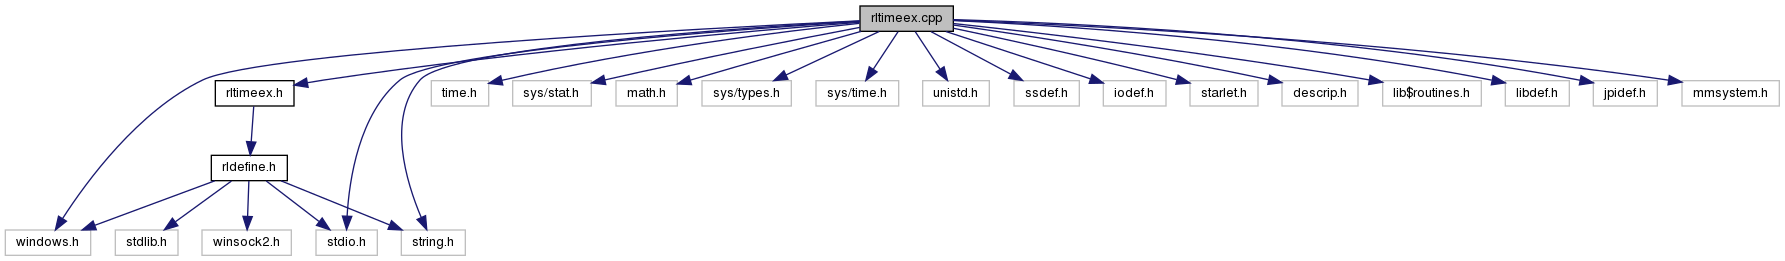 rltimeex.cpp
rltimeex.h
time.h
sys/stat.h
math.h
sys/types.h
sys/time.h
unistd.h
ssdef.h
iodef.h
starlet.h
descrip.h
lib$routines.h
libdef.h
jpidef.h
mmsystem.h
rldefine.h
windows.h
stdlib.h
winsock2.h
stdio.h
string.h